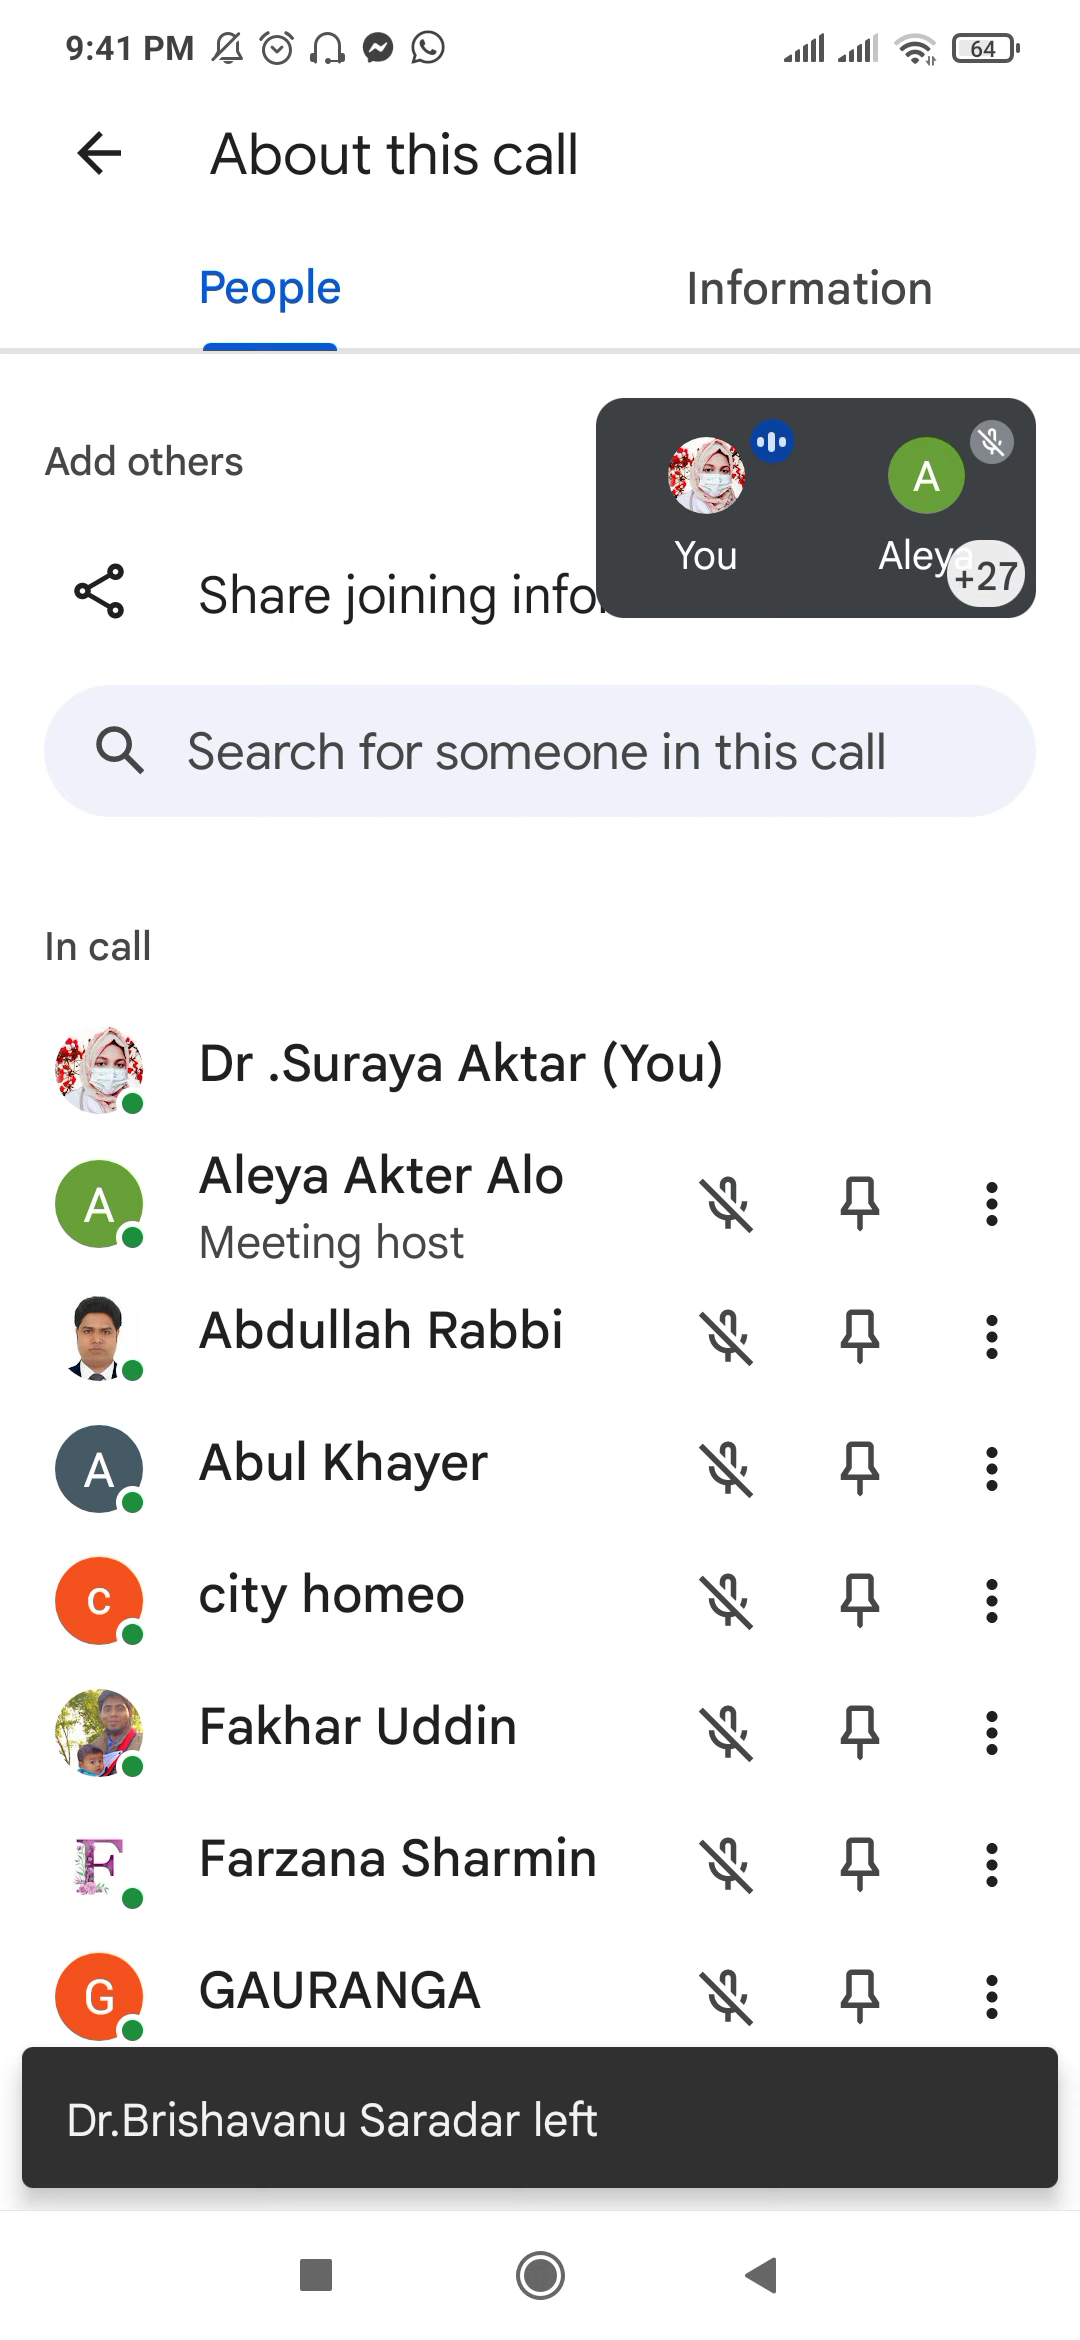 9:41 PM
64
About this call
People
Information
Add others
You
Aleya
+27
Share joining info
Search for someone in this call
In call
Dr .Suraya Aktar (You)
A
Aleya Akter Alo
Meeting host
Abdullah Rabbi
A
Abul Khayer
c
city homeo
Fakhar Uddin
F
Farzana Sharmin
G
GAURANGA
Dr.Brishavanu Saradar left